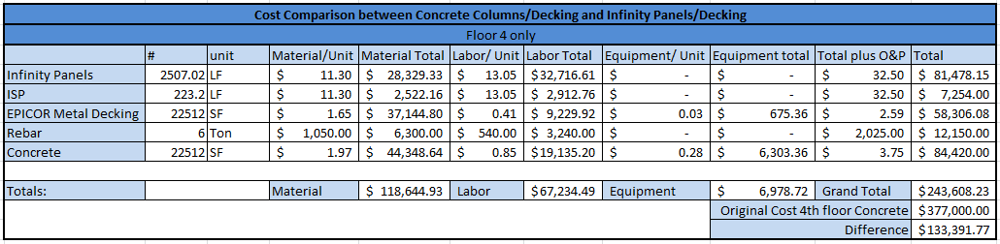 Cost Comparison between Concrete Columns/Decking and Infinity Panels/Decking
Floor 4 only
# unit Material/Unit Material Total Labor/ Unit Labor Total Equipment/ Unit Equipment total Total plus O&P Total
Infinity Panels 2507.02 LF $ 11.30 $ 28,329.33 $ 13.05 $32,716.61 $ - $ - $ 32.50 $ 81,478.15
ISP 223.2 LF $ 11.30 $ 2,522.16 $ 13.05 $ 2,912.76 $ - $ - $ 32.50 $ 7,254.00
EPICOR Metal Decking 22512 SF $ 1.65 $ 37,144.80 $ 0.41 $ 9,229.92 $ 0.03 $ 675.36 $ 2.59 $ 58,306.08
Rebar 6 Ton $ 1,050.00 $ 6,300.00 $ 540.00 $ 3,240.00 $ - $ - $ 2,025.00 $ 12,150.00
Concrete 22512 SF $ 1.97 $ 44,348.64 $ 0.85 $19,135.20 $ 0.28 $ 6,303.36 $ 3.75 $ 84,420.00
Totals: Material $ 118,644.93 Labor $67,234.49 Equipment $ 6,978.72 Grand Total $243,608.23
Original Cost 4th floor Concrete $377,000.00
Difference $133,391.77